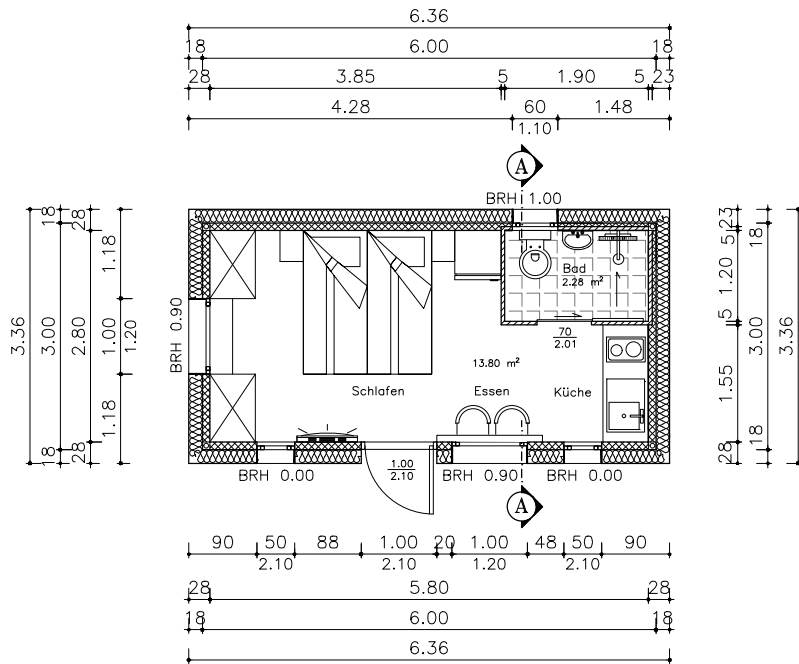 6.36
18 6.00 18
28 3.85 5 1.90 5 23
4.28 60 1.48
1.10
A
BRH 1.00
3.36
18 3.00 18
28 2.80 28
1.18 1.00 1.18
1.20
BRH 0.90
Bad
2.28 m²
70
2.01
13.80 m²
Schlafen Essen Küche
1.00
2.10
BRH 0.00 BRH 0.90 BRH 0.00
A
23 5 1.20 5 1.55 28
18 3.00 18
3.36
90 50 88 1.00 20 1.00 48 50 90
2.10 2.10 1.20 2.10
28 5.80 28
18 6.00 18
6.36